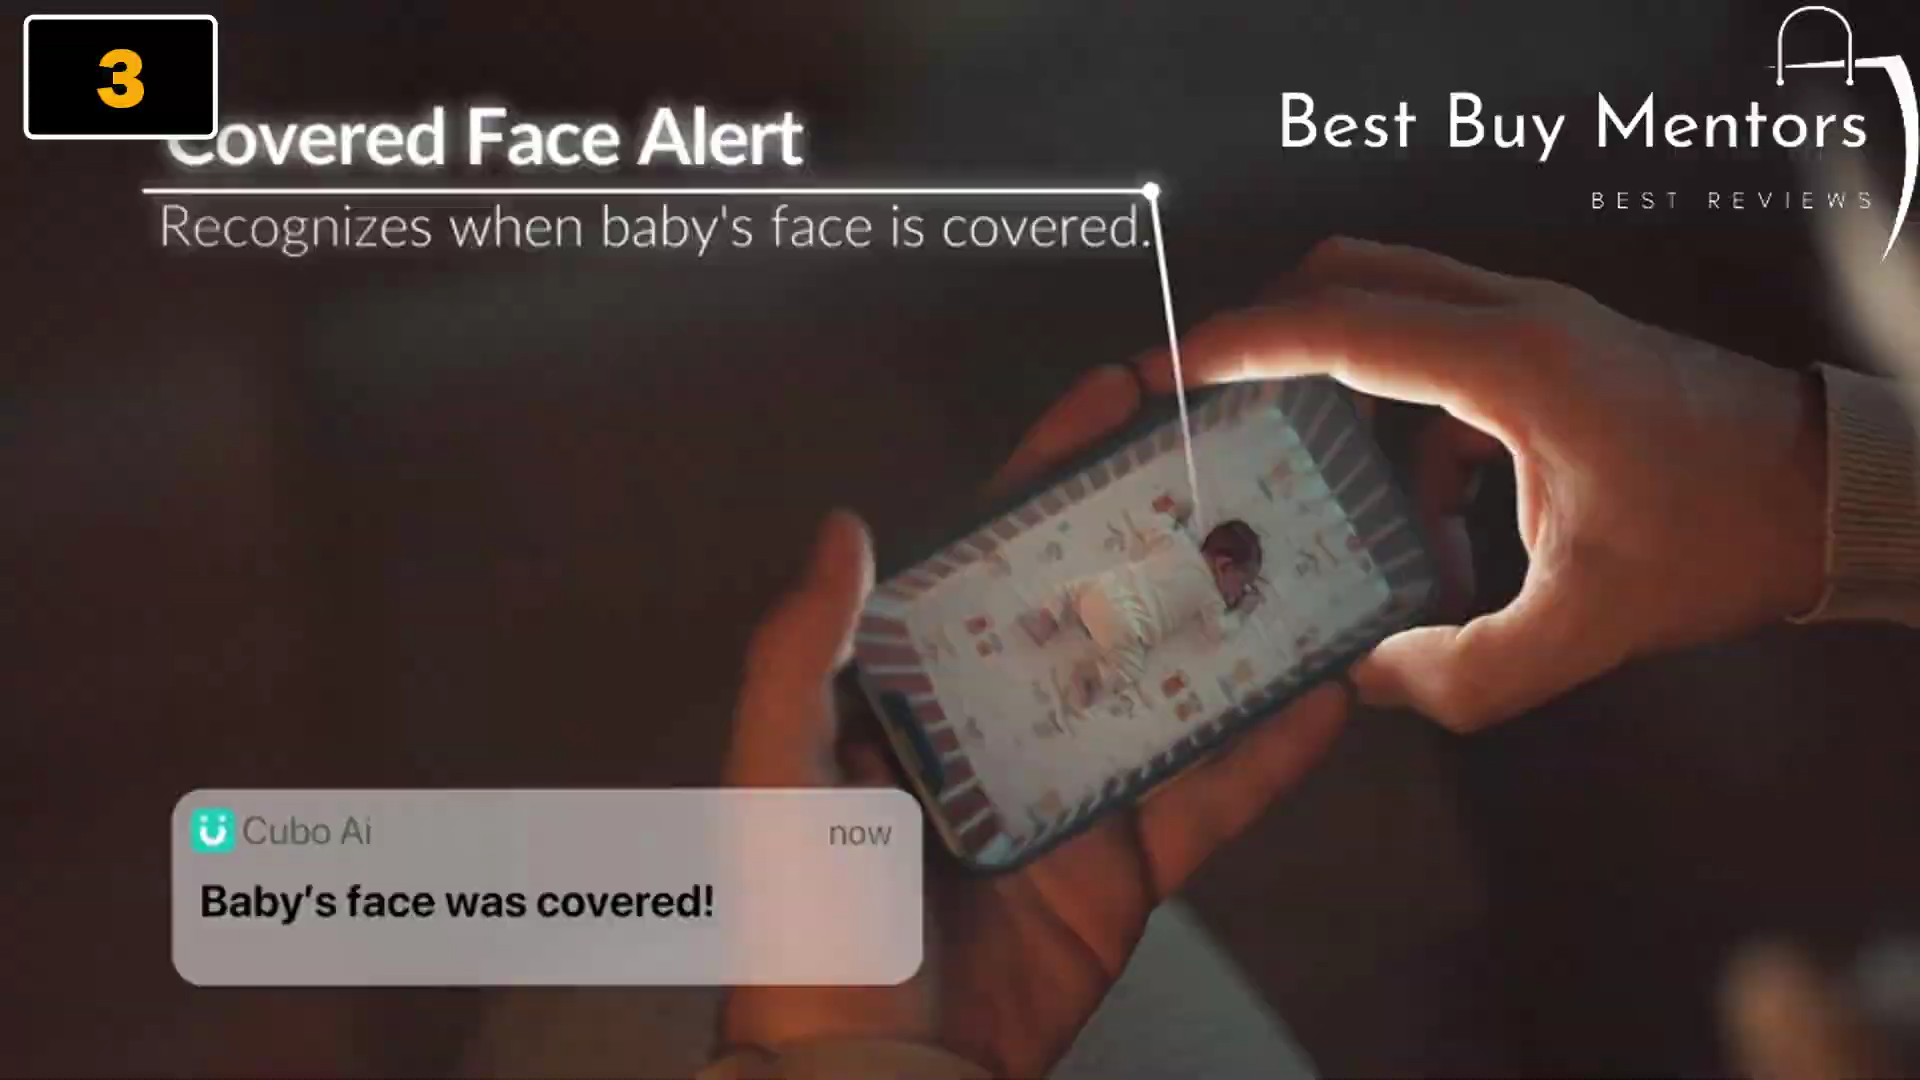 3
Covered Face Alert
Recognizes when baby's face is covered.
Best Buy Mentors
BEST REVIEWS
Cubo Ai
now
Baby's face was covered!